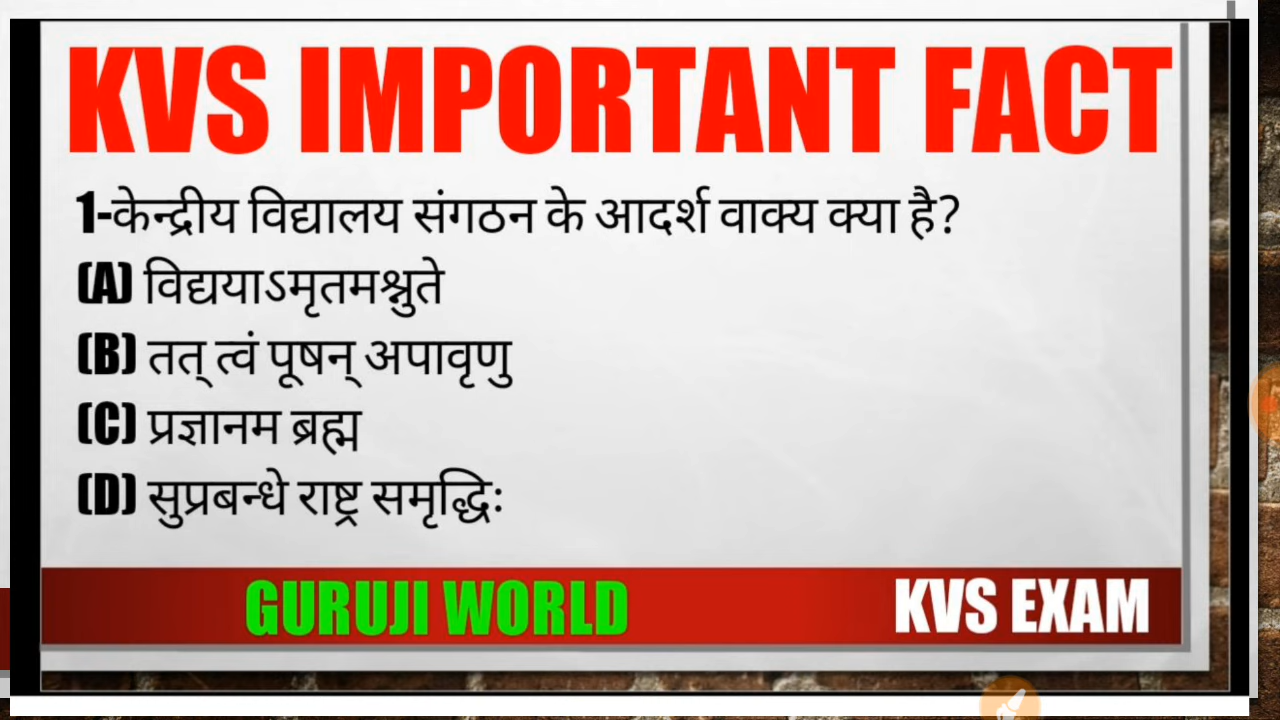 KVS IMPORTANT FACT
1-केन्द्रीय विद्यालय संगठन के आदर्श वाक्य क्या है?
(A) विद्ययाऽमृतमश्नुते
(B) तत् त्वं पूषन् अपावृणु
(C) प्रज्ञानम ब्रह्म
(D) सुप्रबन्धे राष्ट्र समृद्धिः
GURUJI WORLD KVS EXAM